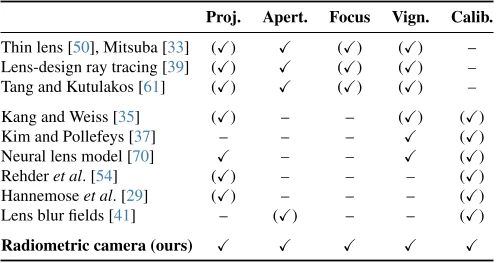 Proj. Apert. Focus Vign. Calib.
Thin lens [50], Mitsuba [33] (✓) ✓ (✓) (✓) –
Lens-design ray tracing [39] (✓) ✓ (✓) (✓) –
Tang and Kutulakos [61] (✓) ✓ (✓) (✓) –
Kang and Weiss [35] (✓) – – (✓) (✓)
Kim and Pollefeys [37] – – – ✓ (✓)
Neural lens model [70] ✓ – – ✓ (✓)
Rehder et al. [54] (✓) – – – (✓)
Hannemose et al. [29] (✓) – – – (✓)
Lens blur fields [41] – (✓) – – (✓)
Radiometric camera (ours) ✓ ✓ ✓ ✓ ✓